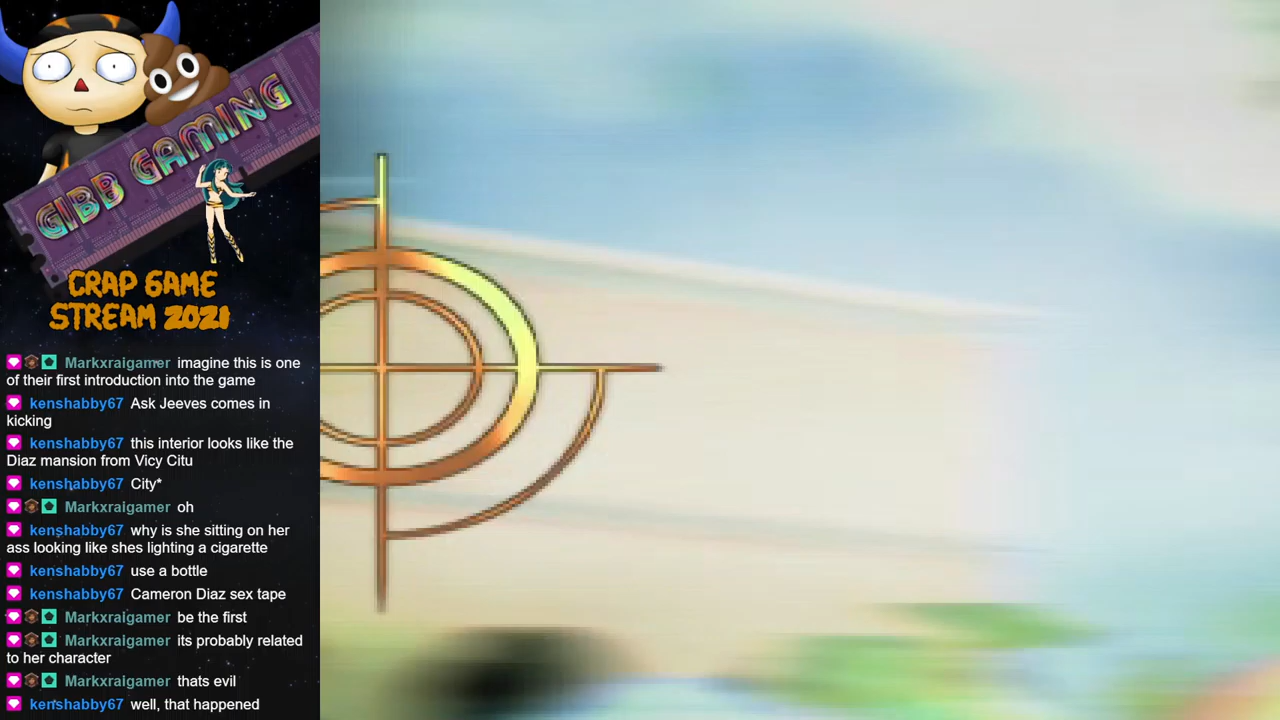 GIBB GAMING
CRAP GAME
STREAM 2021
Markxraigamer imagine this is one
of their first introduction into the game
kenshabby67 Ask Jeeves comes in
kicking
kenshabby67 this interior looks like the
Diaz mansion from Vicy Citu
kenshabby67 City*
Markxraigamer oh
kenshabby67 why is she sitting on her
ass looking like shes lighting a cigarette
kenshabby67 use a bottle
kenshabby67 Cameron Diaz sex tape
Markxraigamer be the first
Markxraigamer its probably related
to her character
Markxraigamer thats evil
kenshabby67 well, that happened